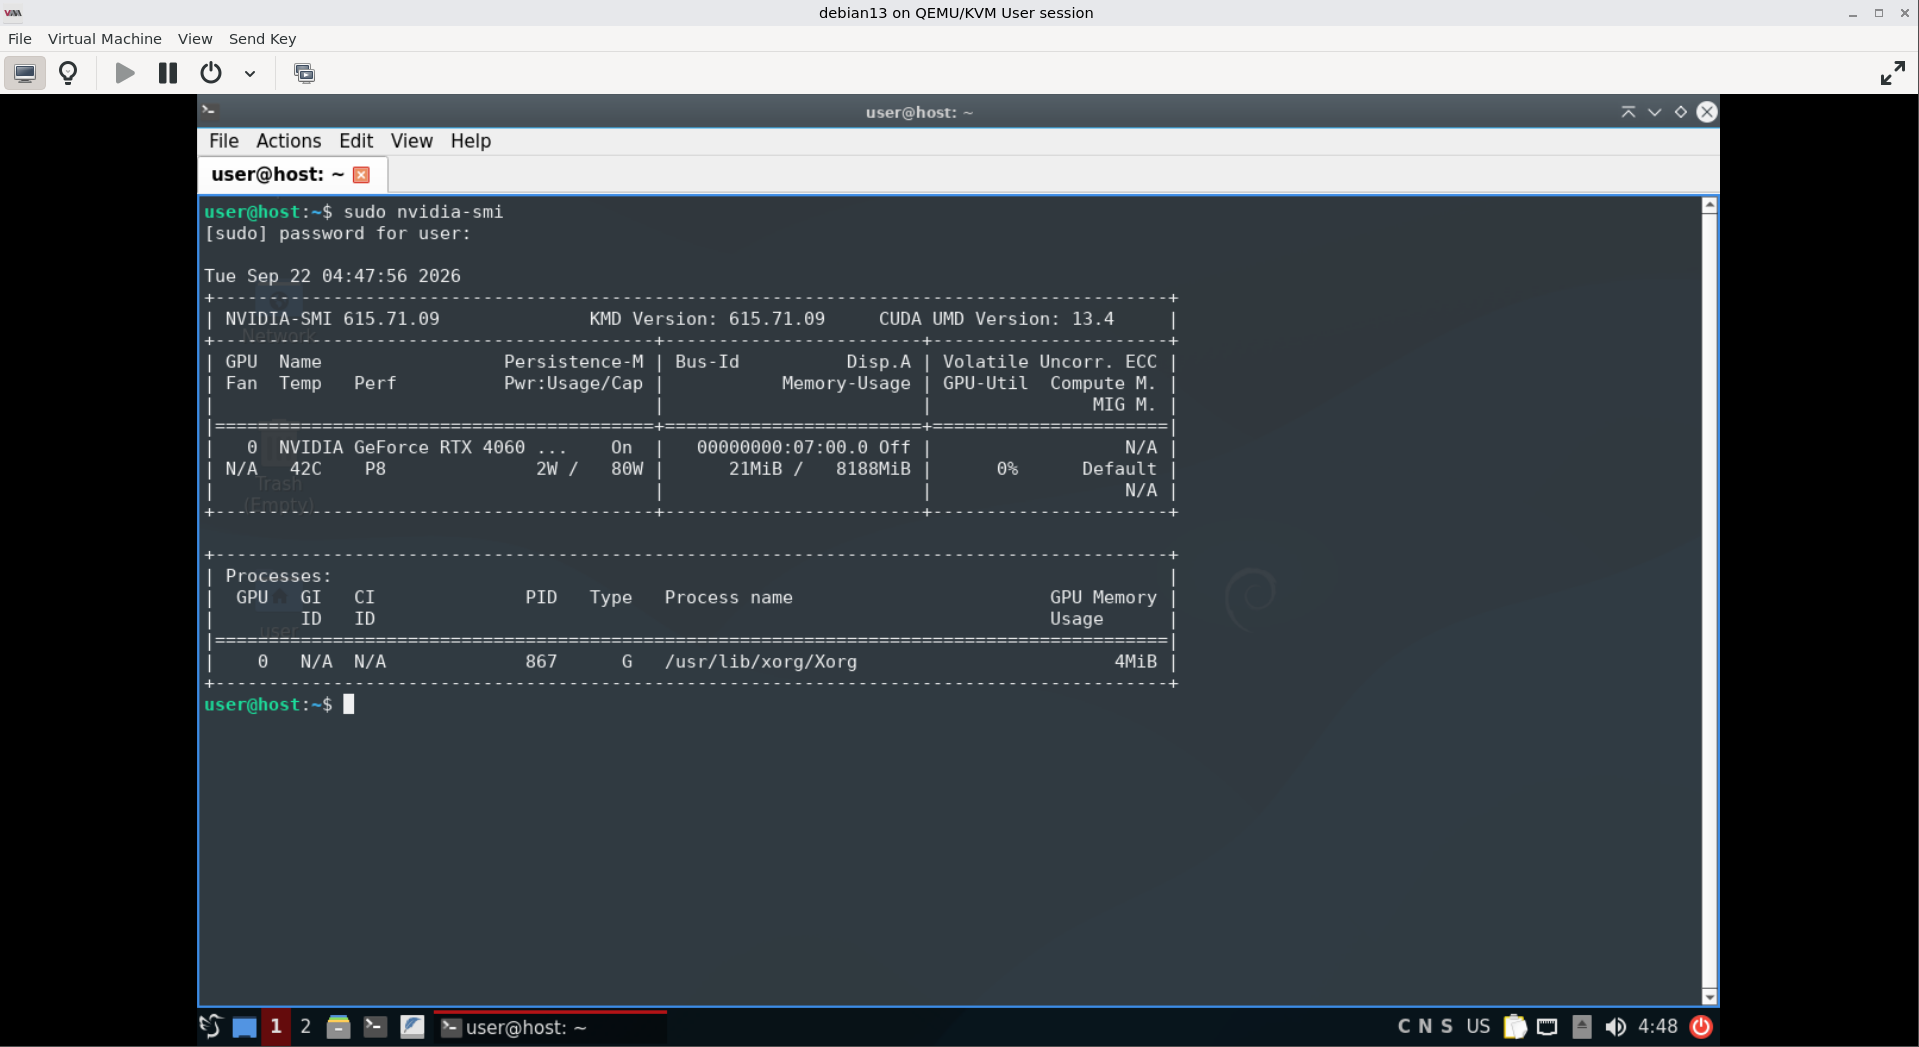 debian13 on QEMU/KVM User session
File Virtual Machine View Send Key
user@host: ~
File Actions Edit View Help
user@host: ~
user@host:~$ sudo nvidia-smi
[sudo] password for user:
Tue Sep 22 04:47:56 2026
+-----------------------------------------------------------------------------------------+
| NVIDIA-SMI 615.71.09              KMD Version: 615.71.09     CUDA UMD Version: 13.4     |
+-----------------------------------------+------------------------+----------------------+
| GPU  Name                 Persistence-M | Bus-Id          Disp.A | Volatile Uncorr. ECC |
| Fan  Temp   Perf          Pwr:Usage/Cap |           Memory-Usage | GPU-Util  Compute M. |
|                                         |                        |               MIG M. |
|=========================================+========================+======================|
|   0  NVIDIA GeForce RTX 4060 ...    On  |   00000000:07:00.0 Off |                  N/A |
| N/A   42C    P8              2W /   80W |      21MiB /   8188MiB |      0%      Default |
|                                         |                        |                  N/A |
+-----------------------------------------+------------------------+----------------------+
+-----------------------------------------------------------------------------------------+
| Processes:                                                                              |
|  GPU   GI   CI              PID   Type   Process name                        GPU Memory |
|        ID   ID                                                               Usage      |
|=========================================================================================|
|    0   N/A  N/A             867      G   /usr/lib/xorg/Xorg                        4MiB |
+-----------------------------------------------------------------------------------------+
user@host:~$
Network
Trash
(Empty)
user
1 2 user@host: ~ C N S US 4:48